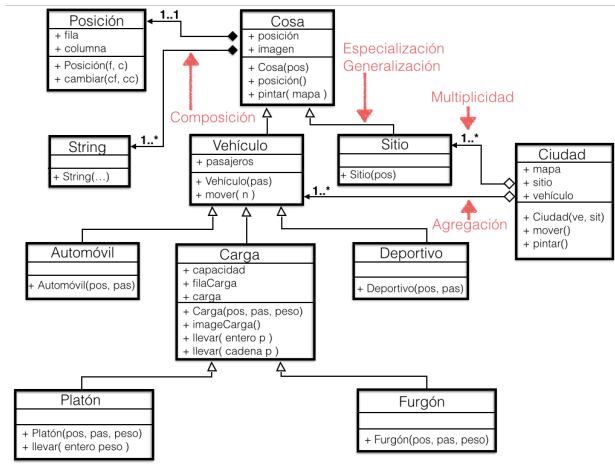 Posición
+ fila
+ columna
+ Posición(f, c)
+ cambiar(cf, cc)
1..1
Cosa
+ posición
+ imagen
+ Cosa(pos)
+ posición()
+ pintar( mapa )
Especialización
Generalización
Composición
Multiplicidad
String
+ String(…)
1..*
Vehículo
+ pasajeros
+ Vehículo(pas)
+ mover( n )
Sitio
+ Sitio(pos)
1..*
1..*
Ciudad
+ mapa
+ sitio
+ vehículo
+ Ciudad(ve, sit)
+ mover()
+ pintar()
Agregación
Automóvil
+ Automóvil(pos, pas)
Carga
+ capacidad
+ filaCarga
+ carga
+ Carga(pos, pas, peso)
+ imageCarga()
+ llevar( entero p )
+ llevar( cadena p )
Deportivo
+ Deportivo(pos, pas)
Platón
+ Platón(pos, pas, peso)
+ llevar( entero peso )
Furgón
+ Furgón(pos, pas, peso)